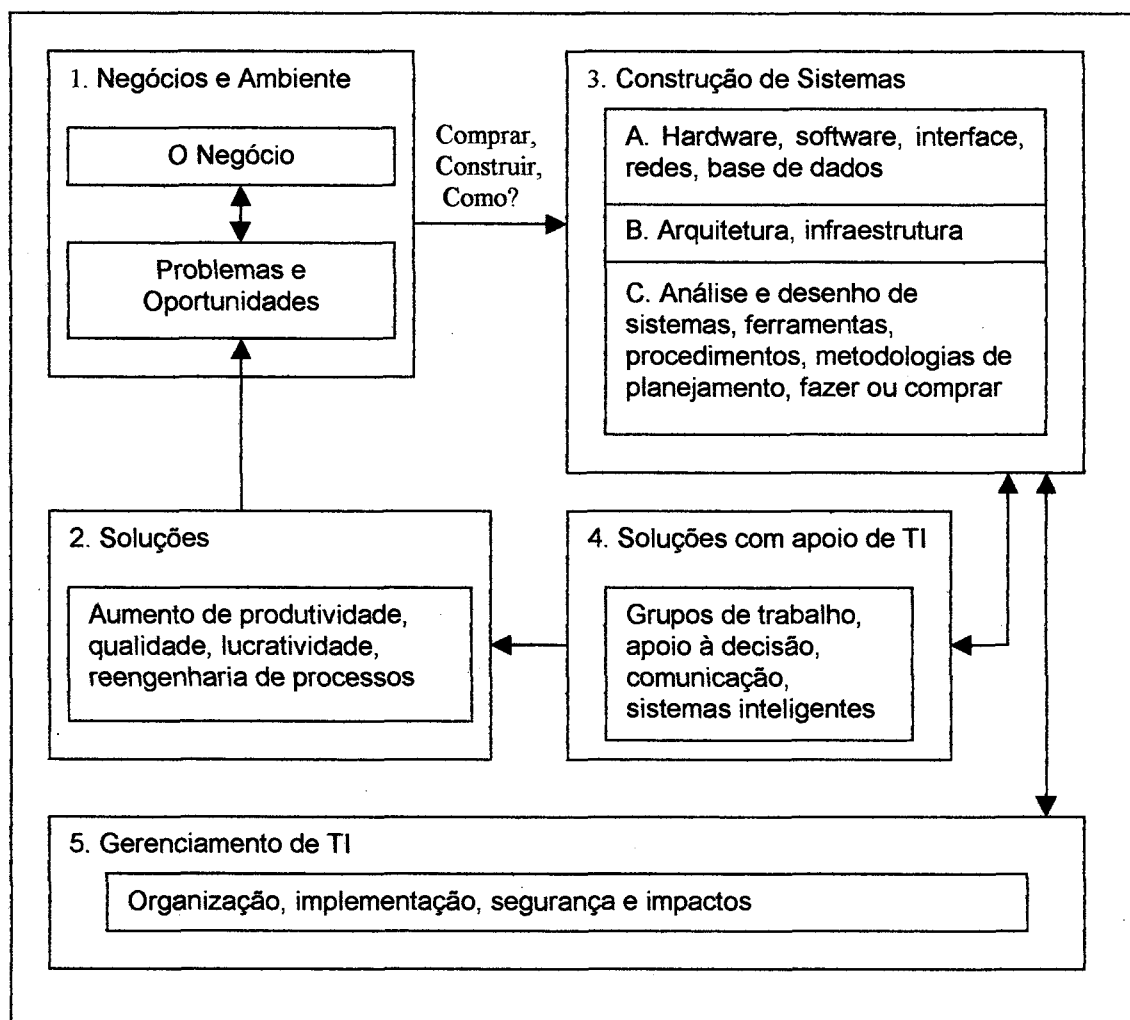 1. Negócios e Ambiente
O Negócio
Problemas e
Oportunidades
Comprar,
Construir,
Como?
3. Construção de Sistemas
A. Hardware, software, interface,
redes, base de dados
B. Arquitetura, infraestrutura
C. Análise e desenho de
sistemas, ferramentas,
procedimentos, metodologias de
planejamento, fazer ou comprar
2. Soluções
Aumento de produtividade,
qualidade, lucratividade,
reengenharia de processos
4. Soluções com apoio de TI
Grupos de trabalho,
apoio à decisão,
comunicação,
sistemas inteligentes
5. Gerenciamento de TI
Organização, implementação, segurança e impactos